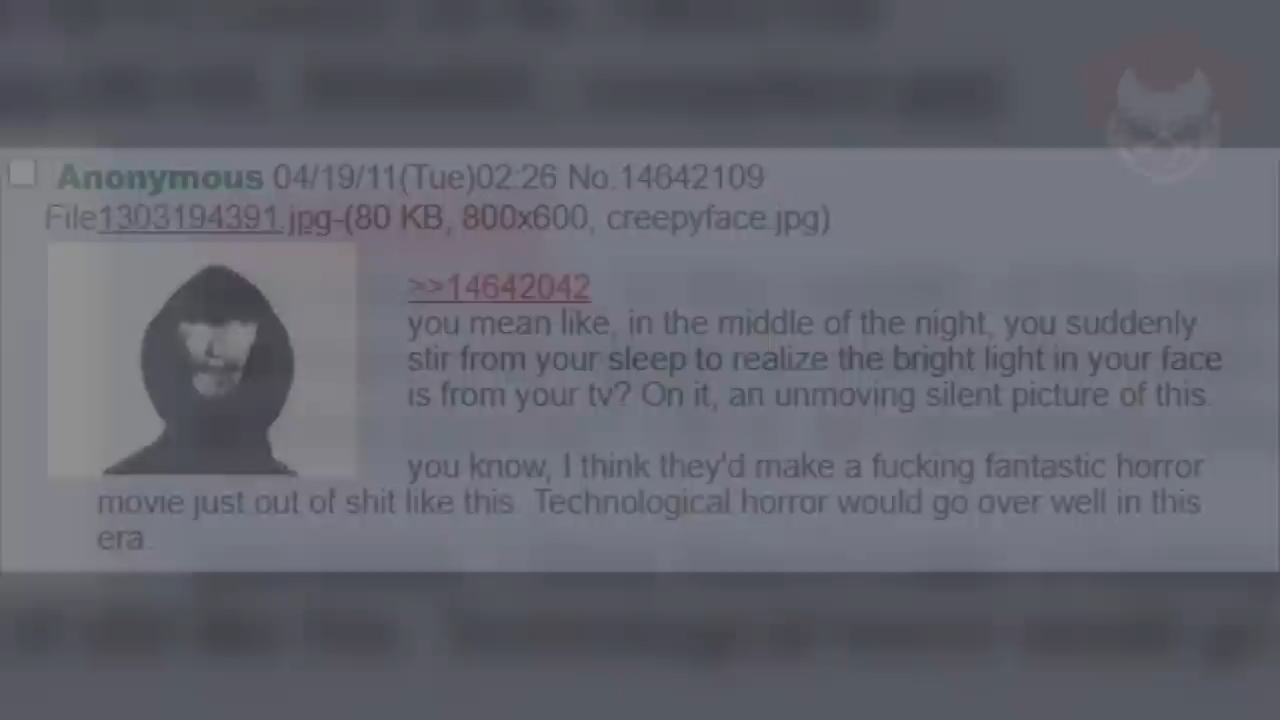 Anonymous 04/19/11(Tue)02:26 No.14642109
File1303194391.jpg-(80 KB, 800x600, creepyface.jpg)
>>14642042
you mean like, in the middle of the night, you suddenly
stir from your sleep to realize the bright light in your face
is from your tv? On it, an unmoving silent picture of this.
you know, I think they'd make a fucking fantastic horror
movie just out of shit like this. Technological horror would go over well in this
era.